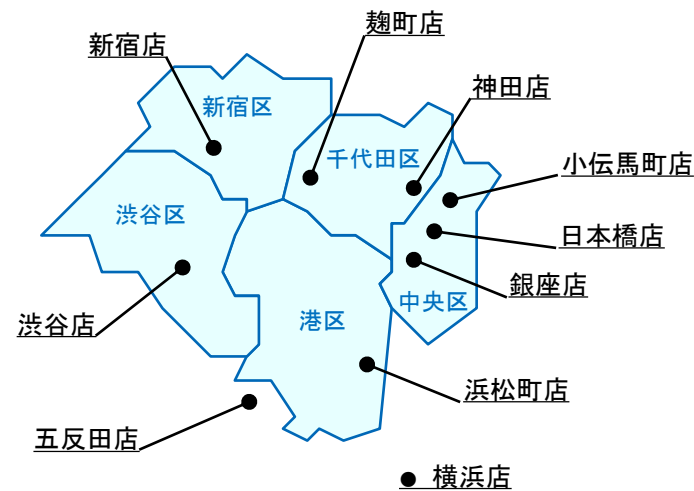 麹町店
新宿店
神田店
新宿区
千代田区
小伝馬町店
渋谷区
日本橋店
銀座店
中央区
港区
渋谷店
浜松町店
五反田店
横浜店